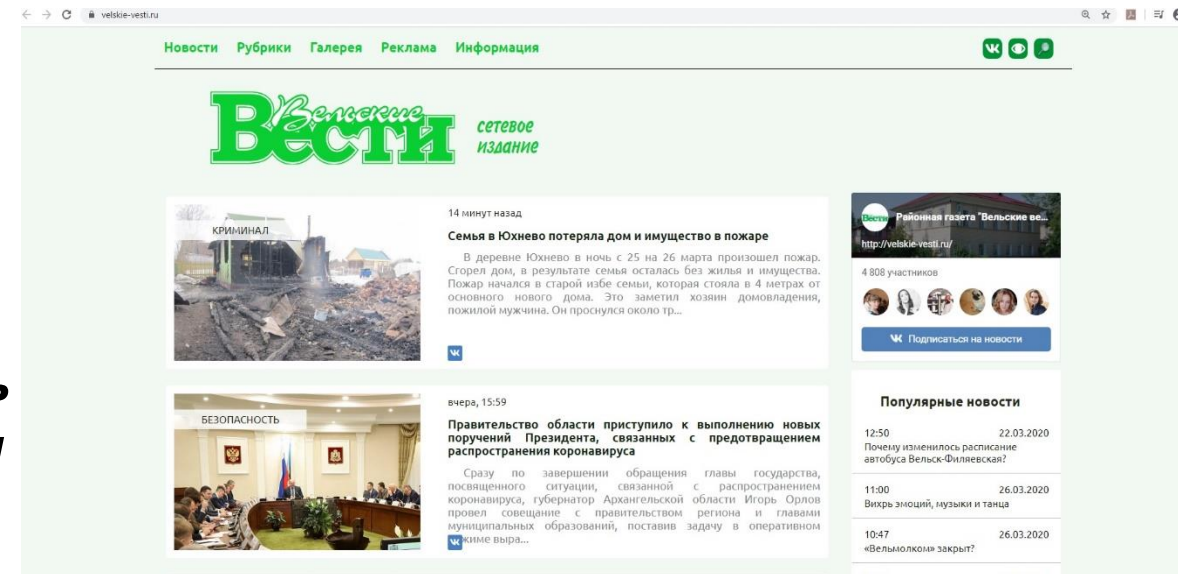 velskie-vesti.ru
Новости Рубрики Галерея Реклама Информация
Вельские
Вести
сетевое
издание
КРИМИНАЛ
14 минут назад
Семья в Юхнево потеряла дом и имущество в пожаре
В деревне Юхнево в ночь с 25 на 26 марта произошел пожар.
Сгорел дом, в результате семья осталась без жилья и имущества.
Пожар начался в старой избе семьи, которая стояла в 4 метрах от
основного нового дома. Это заметил хозяин домовладения,
пожилой мужчина. Он проснулся около тр...
БЕЗОПАСНОСТЬ
вчера, 15:59
Правительство области приступило к выполнению новых
поручений Президента, связанных с предотвращением
распространения коронавируса
Сразу по завершении обращения главы государства,
посвященного ситуации, связанной с распространением
коронавируса, губернатор Архангельской области Игорь Орлов
провел совещание с правительством региона и главами
муниципальных образований, поставив задачу в оперативном
жиме выра...
Вести
Районная газета "Вельские ве...
http://velskie-vesti.ru/
4 808 участников
Подписаться на новости
Популярные новости
12:50 22.03.2020
Почему изменилось расписание
автобуса Вельск-Филяевская?
11:00 26.03.2020
Вихрь эмоций, музыки и танца
10:47 26.03.2020
«Вельмолком» закрыт?